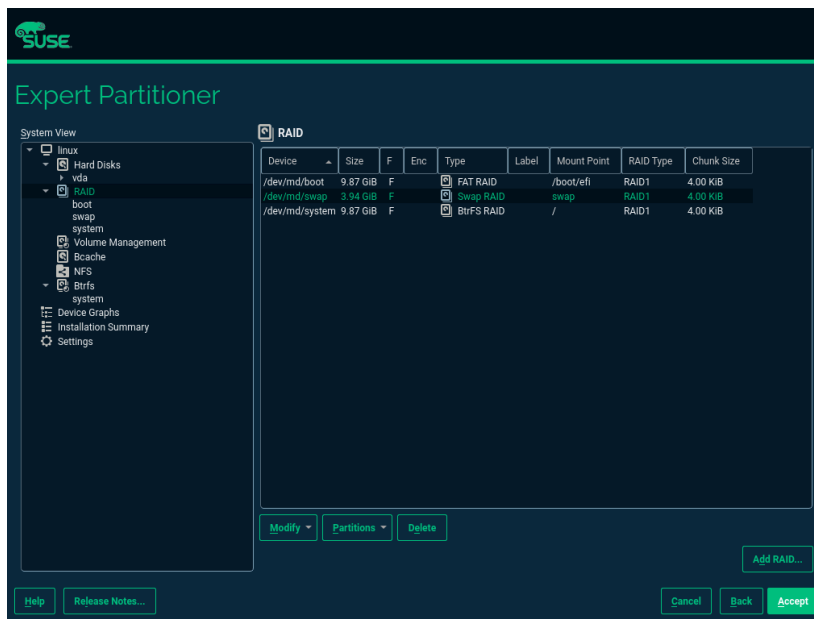 SUSE
Expert Partitioner
System View
linux
Hard Disks
vda
RAID
boot
swap
system
Volume Management
Bcache
NFS
Btrfs
system
Device Graphs
Installation Summary
Settings
RAID
Device Size F Enc Type Label Mount Point RAID Type Chunk Size
/dev/md/boot 9.87 GiB F FAT RAID /boot/efi RAID1 4.00 KiB
/dev/md/swap 3.94 GiB F Swap RAID swap RAID1 4.00 KiB
/dev/md/system 9.87 GiB F BtrFS RAID / RAID1 4.00 KiB
Modify Partitions Delete
Add RAID...
Help Release Notes... Cancel Back Accept